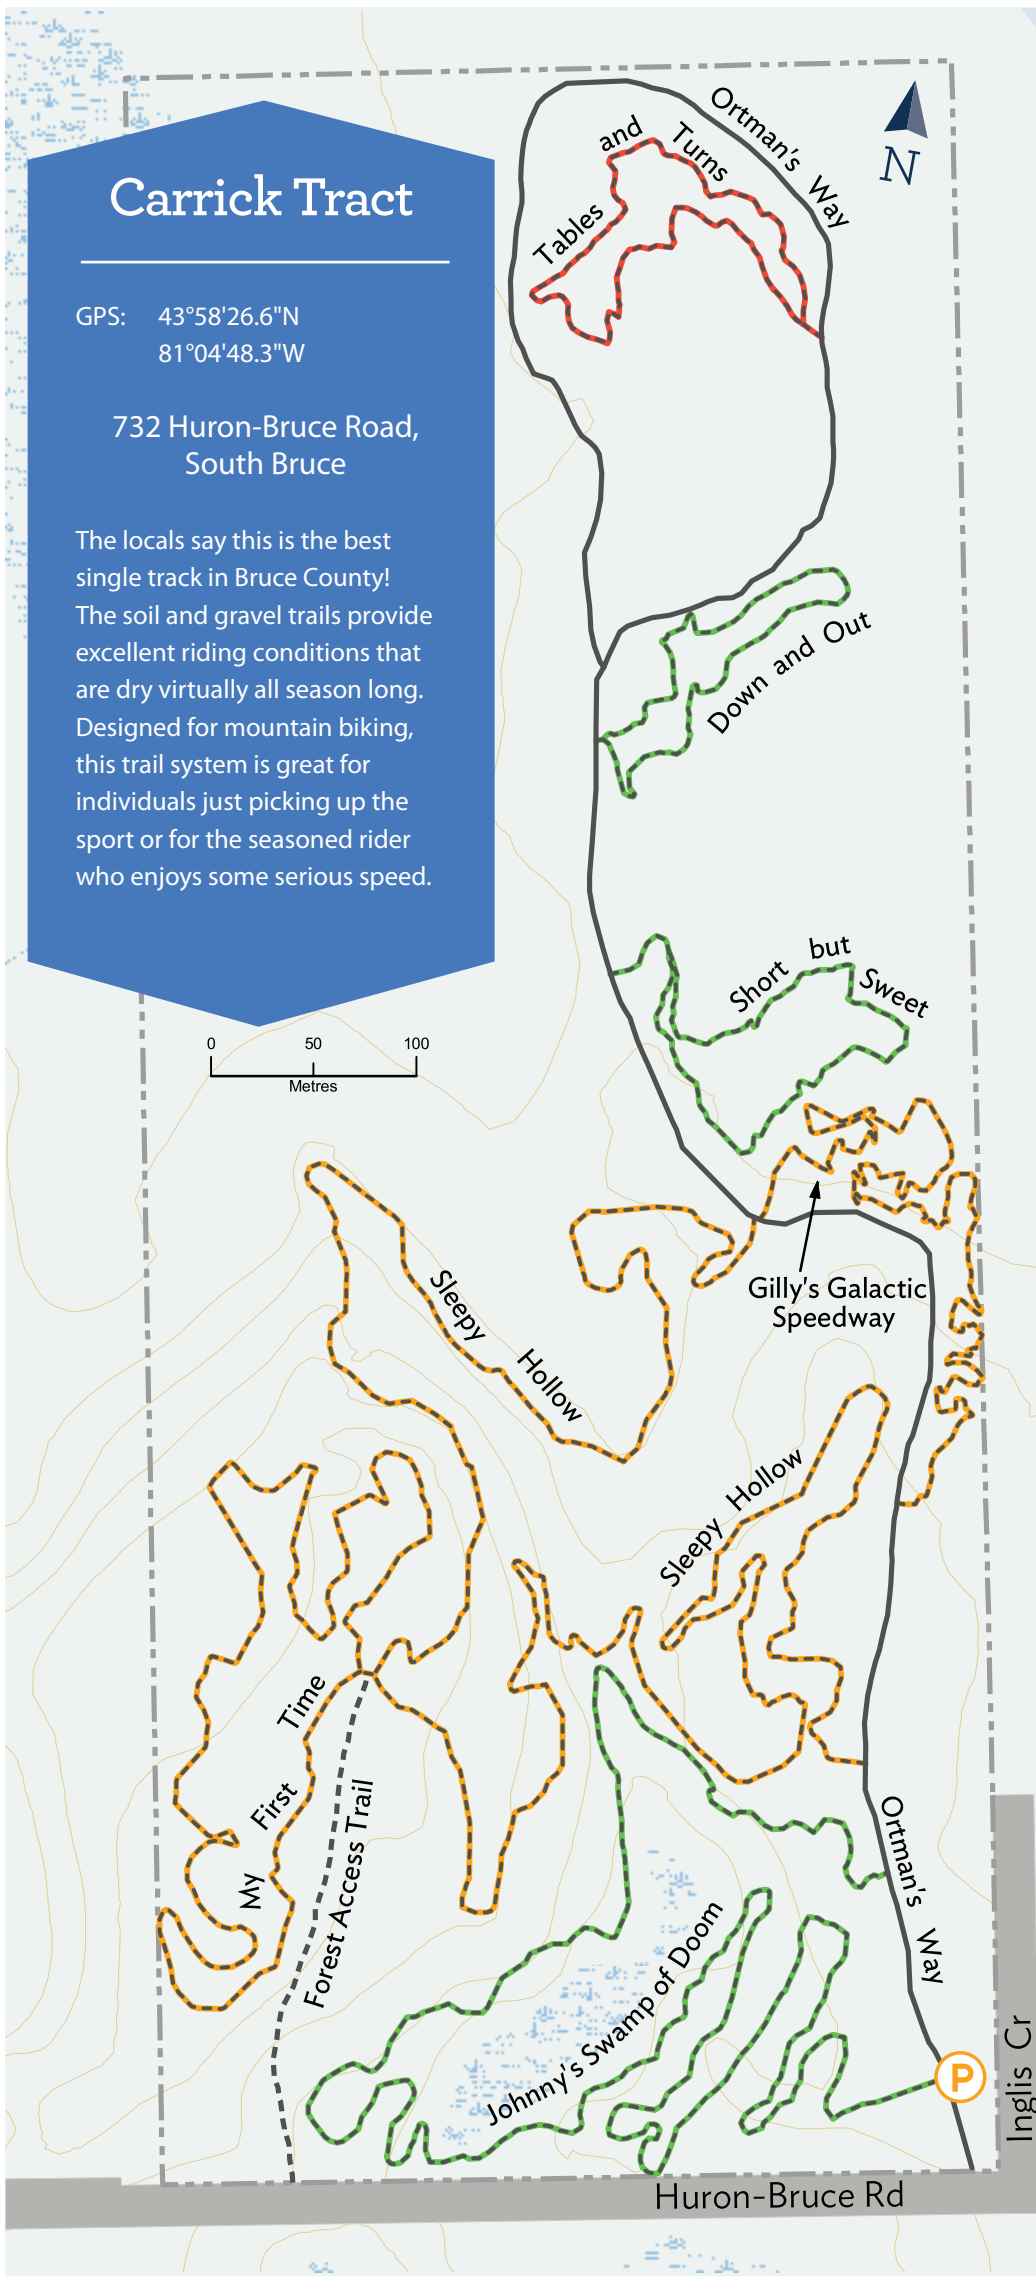 Carrick Tract
GPS: 43°58'26.6"N
81°04'48.3"W
732 Huron-Bruce Road,
South Bruce
The locals say this is the best
single track in Bruce County!
The soil and gravel trails provide
excellent riding conditions that
are dry virtually all season long.
Designed for mountain biking,
this trail system is great for
individuals just picking up the
sport or for the seasoned rider
who enjoys some serious speed.
0 50 100
Metres
N
Ortman's Way
Tables and Turns
Down and Out
Short but Sweet
Gilly's Galactic
Speedway
Sleepy Hollow
Sleepy Hollow
My First Time
Forest Access Trail
Johnny's Swamp of Doom
Ortman's Way
P
Inglis Cr
Huron-Bruce Rd